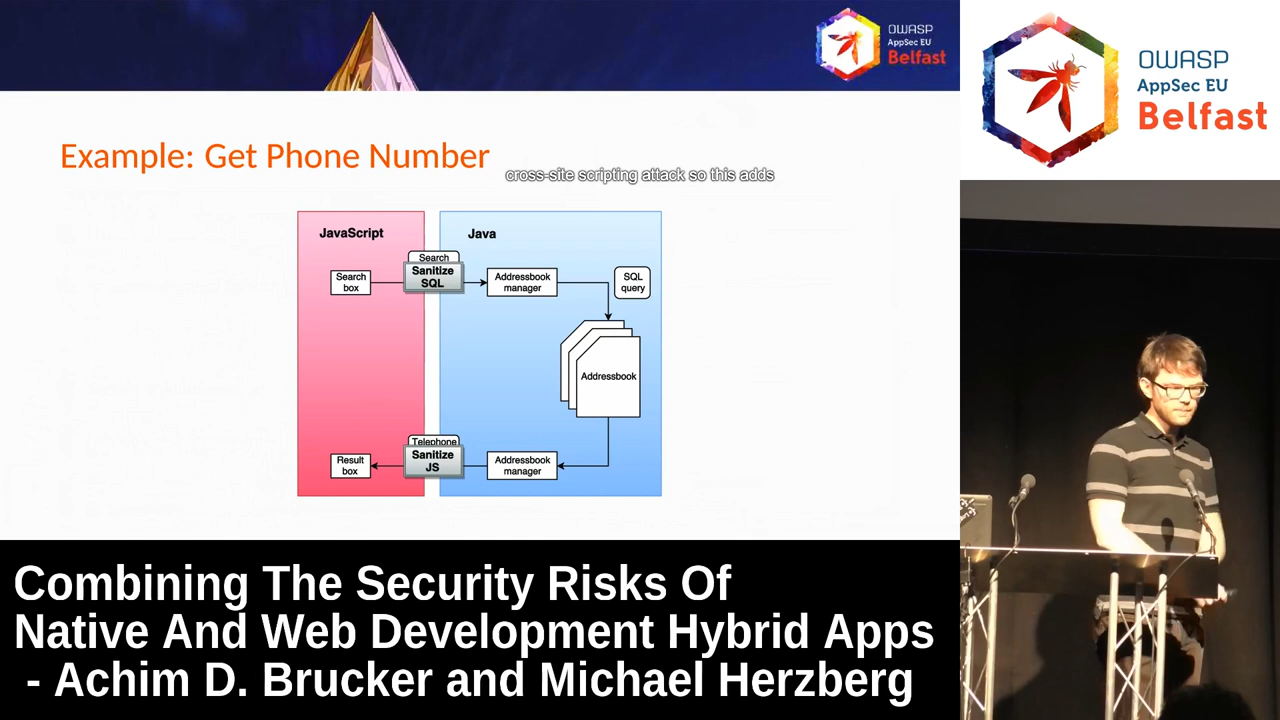 OWASP
AppSec EU
Belfast
OWASP
AppSec EU
Belfast
Example: Get Phone Number
cross-site scripting attack so this adds
JavaScript
Java
Search
Sanitize
SQL
Search
box
Addressbook
manager
SQL
query
Addressbook
Telephone
Sanitize
JS
Result
box
Addressbook
manager
Combining The Security Risks Of
Native And Web Development Hybrid Apps
- Achim D. Brucker and Michael Herzberg